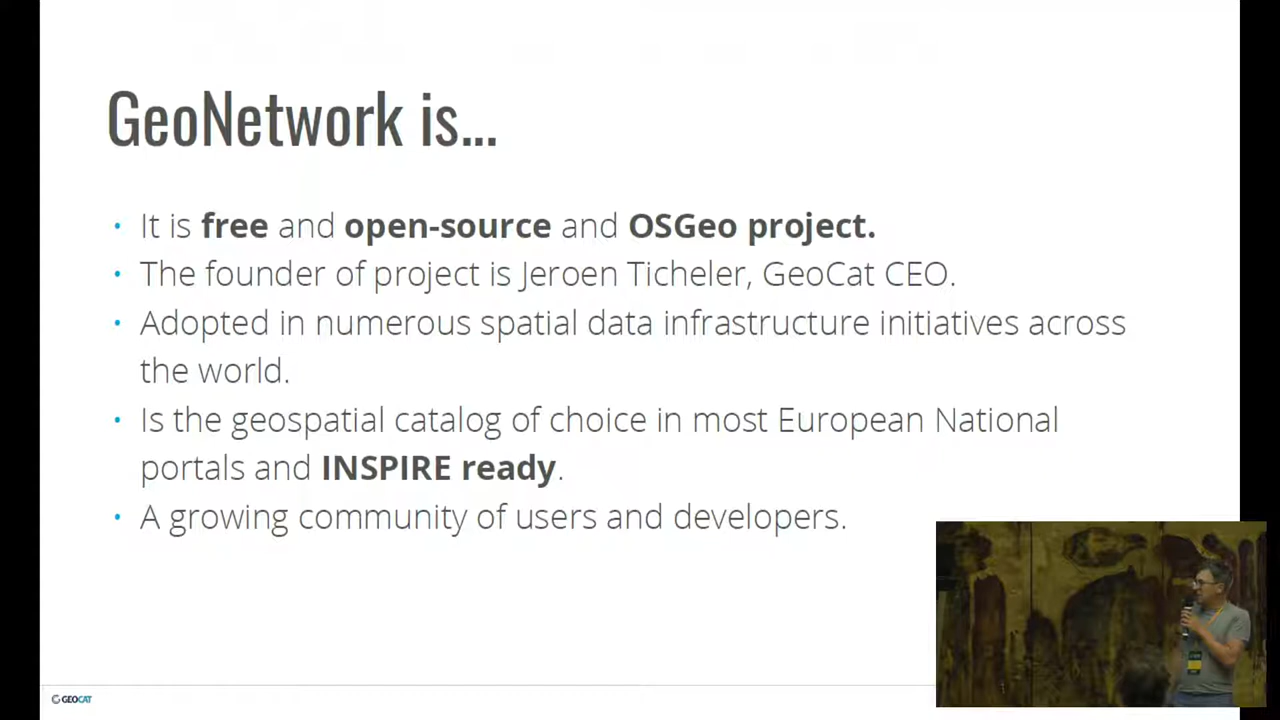 GeoNetwork is...
• It is free and open-source and OSGeo project.
• The founder of project is Jeroen Ticheler, GeoCat CEO.
• Adopted in numerous spatial data infrastructure initiatives across
the world.
• Is the geospatial catalog of choice in most European National
portals and INSPIRE ready.
• A growing community of users and developers.
GEOCAT